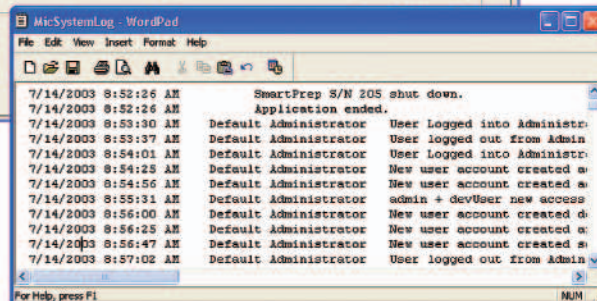 MicSystemLog - WordPad
File Edit View Insert Format Help
7/14/2003 8:52:26 AM SmartPrep S/N 205 shut down.
7/14/2003 8:52:26 AM Application ended.
7/14/2003 8:53:30 AM Default Administrator User Logged into Administr
7/14/2003 8:53:37 AM Default Administrator User logged out from Admin
7/14/2003 8:54:01 AM Default Administrator User Logged into Administr
7/14/2003 8:54:25 AM Default Administrator New user account created a
7/14/2003 8:54:56 AM Default Administrator New user account created a
7/14/2003 8:55:31 AM Default Administrator admin + devUser new access
7/14/2003 8:56:00 AM Default Administrator New user account created d
7/14/2003 8:56:25 AM Default Administrator New user account created a
7/14/2003 8:56:47 AM Default Administrator New user account created s
7/14/2003 8:57:02 AM Default Administrator User logged out from Admin
For Help, press F1 NUM